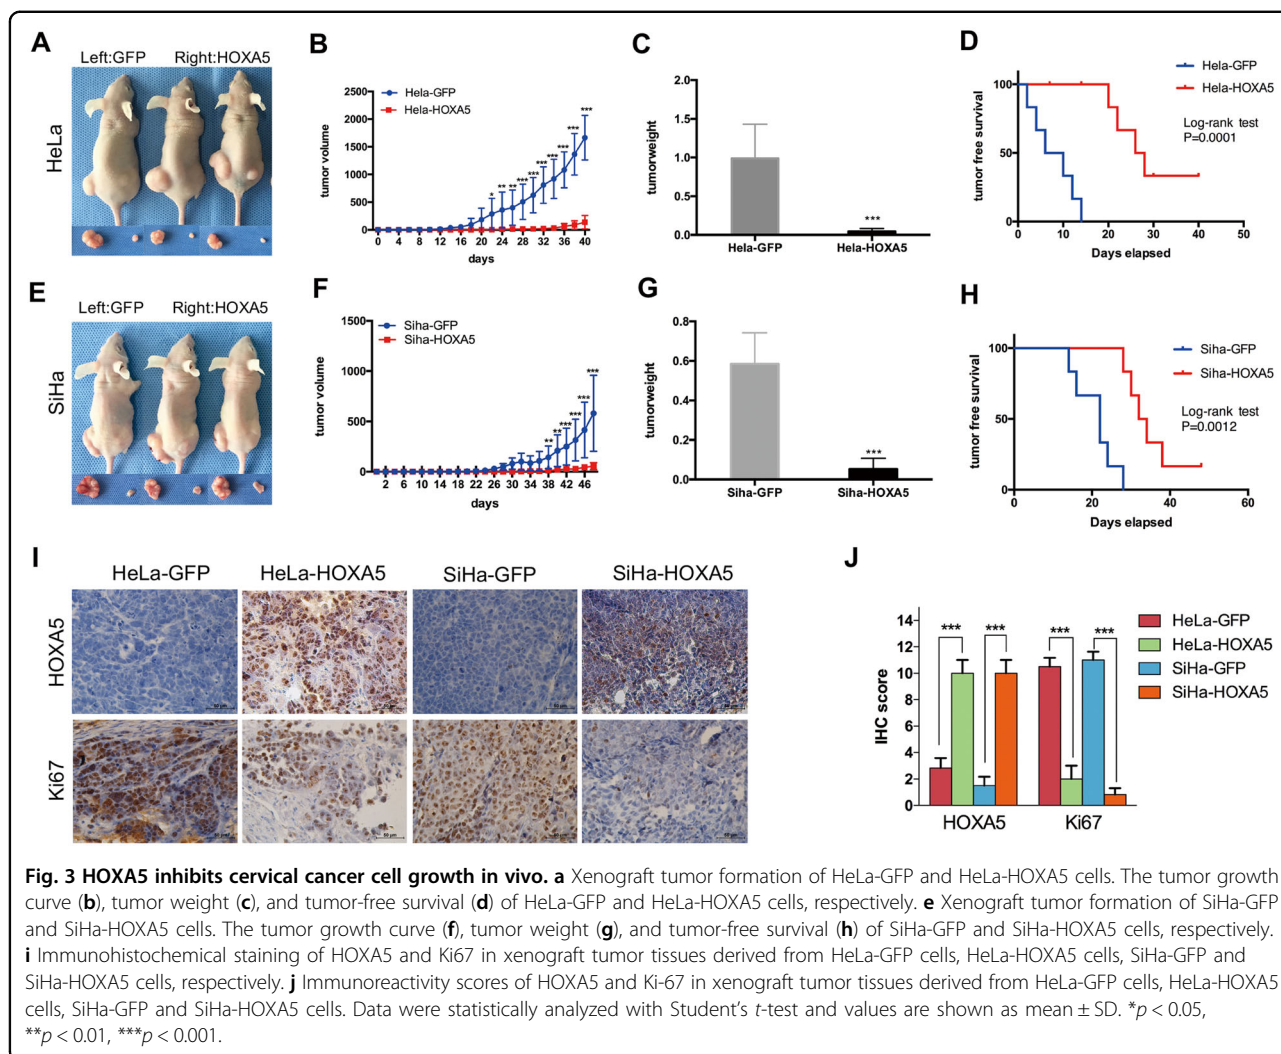 A
Left:GFP Right:HOXA5
HeLa
B
Hela-GFP
Hela-HOXA5
tumor volume
2500
2000
1500
1000
500
0
* ** ** *** *** *** *** *** *** ***
0 4 8 12 16 20 24 28 32 36 40
days
C
tumorweight
2.0
1.5
1.0
0.5
0.0
***
Hela-GFP Hela-HOXA5
D
Hela-GFP
Hela-HOXA5
Log-rank test
P=0.0001
tumor free survival
100
50
0
0 10 20 30 40 50
Days elapsed
E
Left:GFP Right:HOXA5
SiHa
F
Siha-GFP
Siha-HOXA5
tumor volume
1500
1000
500
0
** ** *** *** *** ***
2 6 10 14 18 22 26 30 34 38 42 46
days
G
tumorweight
0.8
0.6
0.4
0.2
0.0
***
Siha-GFP Siha-HOXA5
H
Siha-GFP
Siha-HOXA5
Log-rank test
P=0.0012
tumor free survival
100
50
0
0 20 40 60
Days elapsed
I
HeLa-GFP HeLa-HOXA5 SiHa-GFP SiHa-HOXA5
HOXA5
Ki67
J
HeLa-GFP
HeLa-HOXA5
SiHa-GFP
SiHa-HOXA5
IHC score
14
12
10
8
6
4
2
0
*** *** *** ***
HOXA5 Ki67
Fig. 3 HOXA5 inhibits cervical cancer cell growth in vivo. a Xenograft tumor formation of HeLa-GFP and HeLa-HOXA5 cells. The tumor growth
curve (b), tumor weight (c), and tumor-free survival (d) of HeLa-GFP and HeLa-HOXA5 cells, respectively. e Xenograft tumor formation of SiHa-GFP
and SiHa-HOXA5 cells. The tumor growth curve (f), tumor weight (g), and tumor-free survival (h) of SiHa-GFP and SiHa-HOXA5 cells, respectively.
i Immunohistochemical staining of HOXA5 and Ki67 in xenograft tumor tissues derived from HeLa-GFP cells, HeLa-HOXA5 cells, SiHa-GFP and
SiHa-HOXA5 cells, respectively. j Immunoreactivity scores of HOXA5 and Ki-67 in xenograft tumor tissues derived from HeLa-GFP cells, HeLa-HOXA5
cells, SiHa-GFP and SiHa-HOXA5 cells. Data were statistically analyzed with Student's t-test and values are shown as mean ± SD. *p < 0.05,
**p < 0.01, ***p < 0.001.